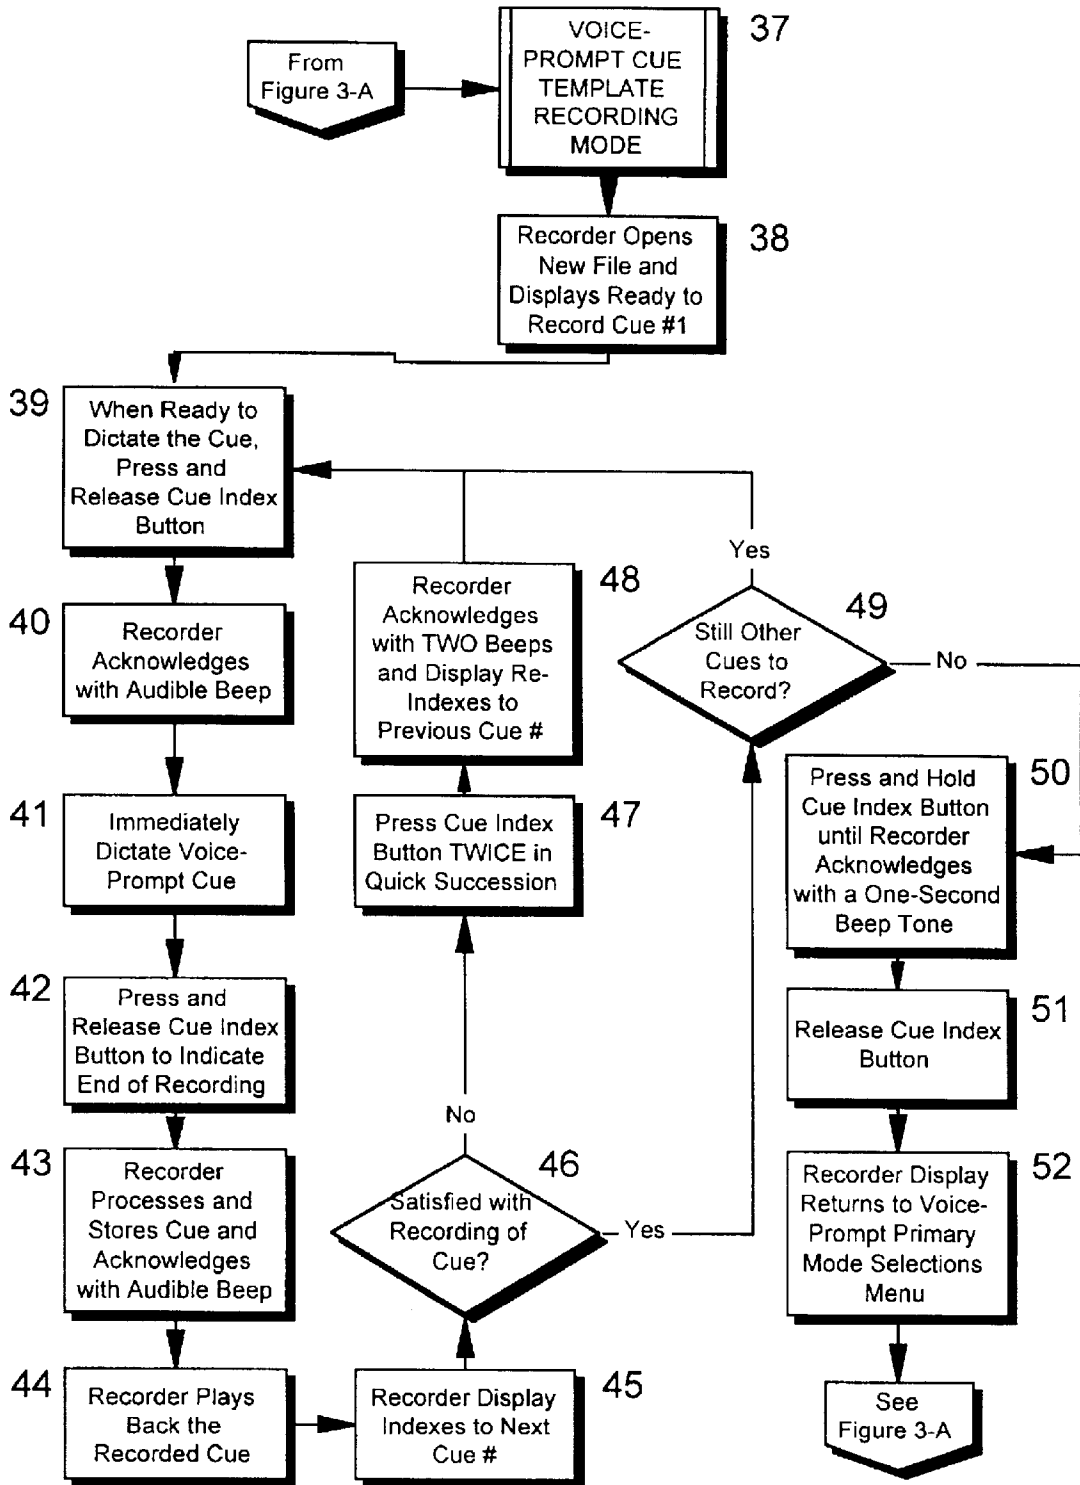 From
Figure 3-A
VOICE-
PROMPT CUE
TEMPLATE
RECORDING
MODE
37
Recorder Opens
New File and
Displays Ready to
Record Cue #1
38
39
When Ready to
Dictate the Cue,
Press and
Release Cue Index
Button
40
Recorder
Acknowledges
with Audible Beep
41
Immediately
Dictate Voice-
Prompt Cue
42
Press and
Release Cue Index
Button to Indicate
End of Recording
43
Recorder
Processes and
Stores Cue and
Acknowledges
with Audible Beep
44
Recorder Plays
Back the
Recorded Cue
Recorder Display
Indexes to Next
Cue #
45
Satisfied with
Recording of
Cue?
46
No
Yes
Press Cue Index
Button TWICE in
Quick Succession
47
Recorder
Acknowledges
with TWO Beeps
and Display Re-
Indexes to
Previous Cue #
48
Still Other
Cues to
Record?
49
Yes
No
Press and Hold
Cue Index Button
until Recorder
Acknowledges
with a One-Second
Beep Tone
50
Release Cue Index
Button
51
Recorder Display
Returns to Voice-
Prompt Primary
Mode Selections
Menu
52
See
Figure 3-A